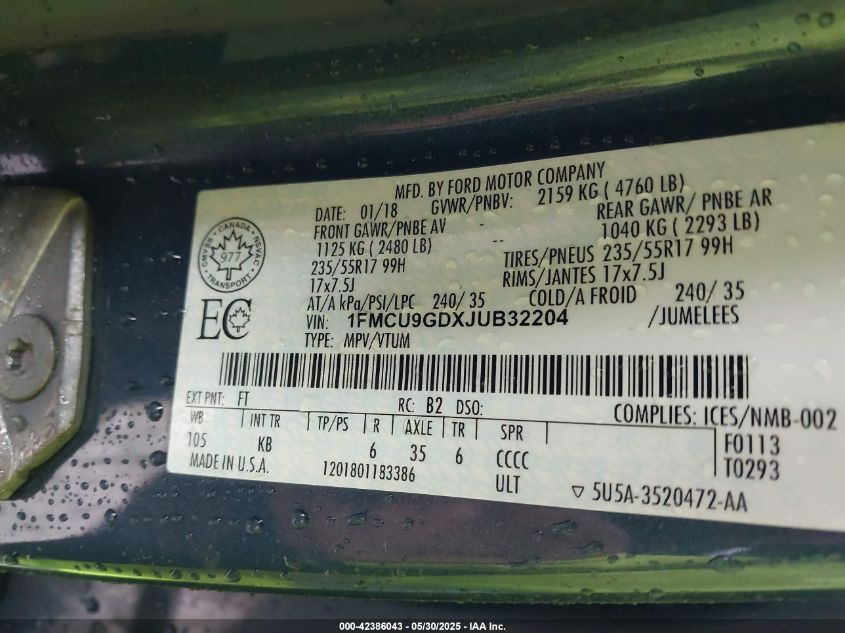 MFD. BY FORD MOTOR COMPANY
DATE: 01/18 GVWR/PNBV: 2159 KG ( 4760 LB)
FRONT GAWR/PNBE AV -- REAR GAWR/ PNBE AR
1125 KG ( 2480 LB) -- 1040 KG ( 2293 LB)
235/55R17 99H TIRES/PNEUS 235/55R17 99H
17x7.5J RIMS/JANTES 17x7.5J
AT/A kPa/PSI/LPC 240/ 35 COLD/A FROID 240/ 35
VIN: 1FMCU9GDXJUB32204 /JUMELEES
TYPE: MPV/VTUM
CANADA
CMVSS NSVAC
977
TRANSPORT
EC
EXT PNT: FT RC: B2 DSO: COMPLIES: ICES/NMB-002
WB INT TR TP/PS R AXLE TR SPR F0113
105 KB 6 35 6 CCCC T0293
MADE IN U.S.A. 1201801183386 ULT ▽ 5U5A-3520472-AA
000-42386043 — 05/30/2025 — IAA Inc.